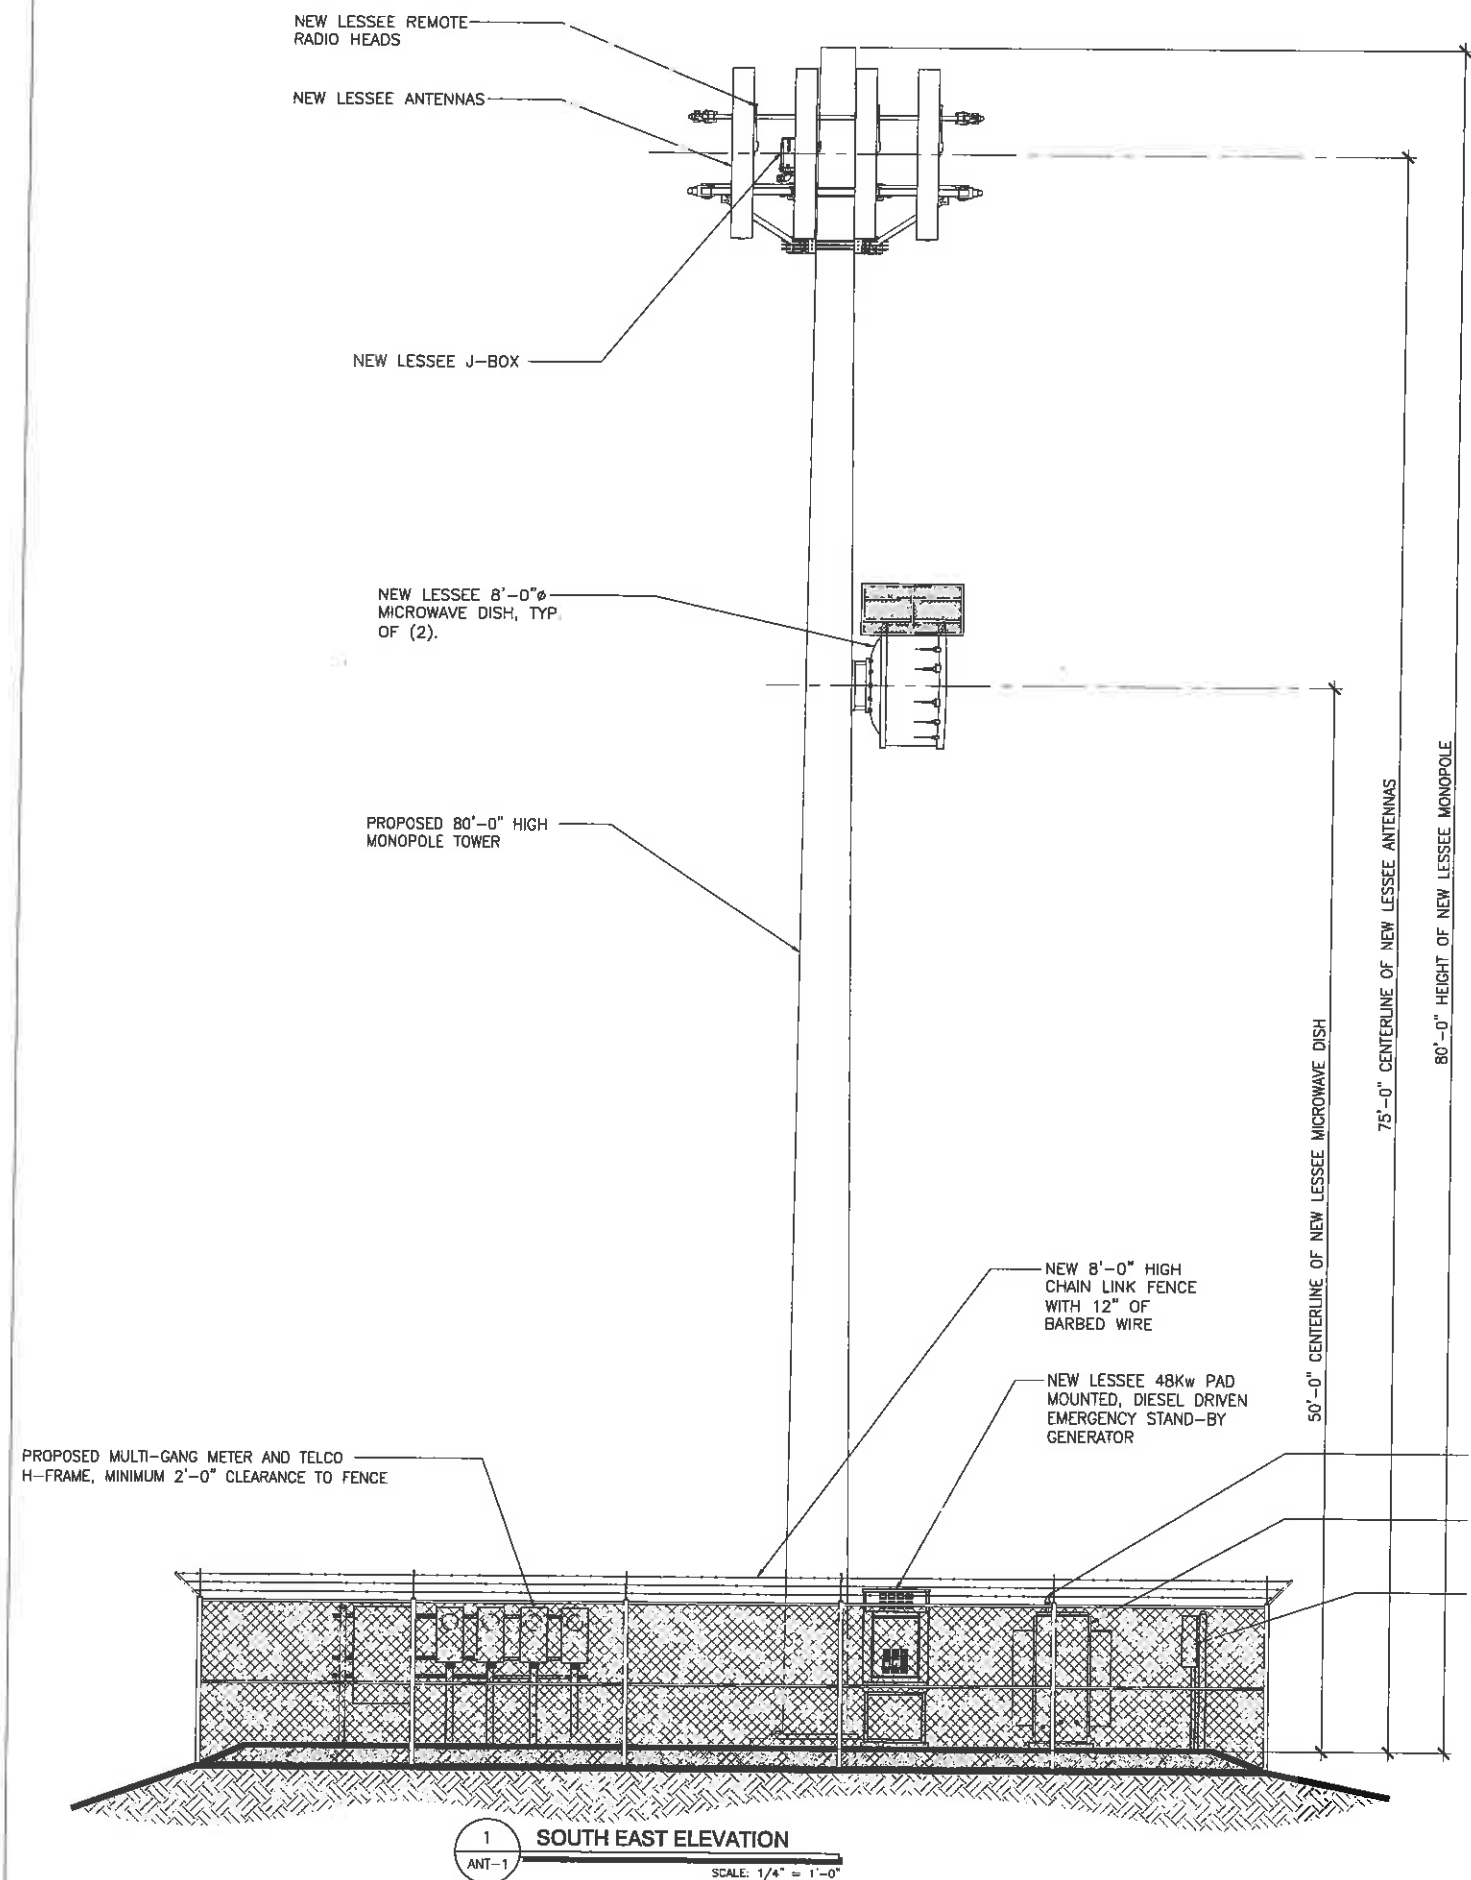 NEW LESSEE REMOTE
RADIO HEADS
NEW LESSEE ANTENNAS
NEW LESSEE J-BOX
NEW LESSEE 8'-0"ø
MICROWAVE DISH, TYP.
OF (2).
PROPOSED 80'-0" HIGH
MONOPOLE TOWER
50'-0" CENTERLINE OF NEW LESSEE MICROWAVE DISH
75'-0" CENTERLINE OF NEW LESSEE ANTENNAS
80'-0" HEIGHT OF NEW LESSEE MONOPOLE
NEW 8'-0" HIGH
CHAIN LINK FENCE
WITH 12" OF
BARBED WIRE
NEW LESSEE 48Kw PAD
MOUNTED, DIESEL DRIVEN
EMERGENCY STAND-BY
GENERATOR
PROPOSED MULTI-GANG METER AND TELCO
H-FRAME, MINIMUM 2'-0" CLEARANCE TO FENCE
1
ANT-1
SOUTH EAST ELEVATION
SCALE: 1/4" = 1'-0"